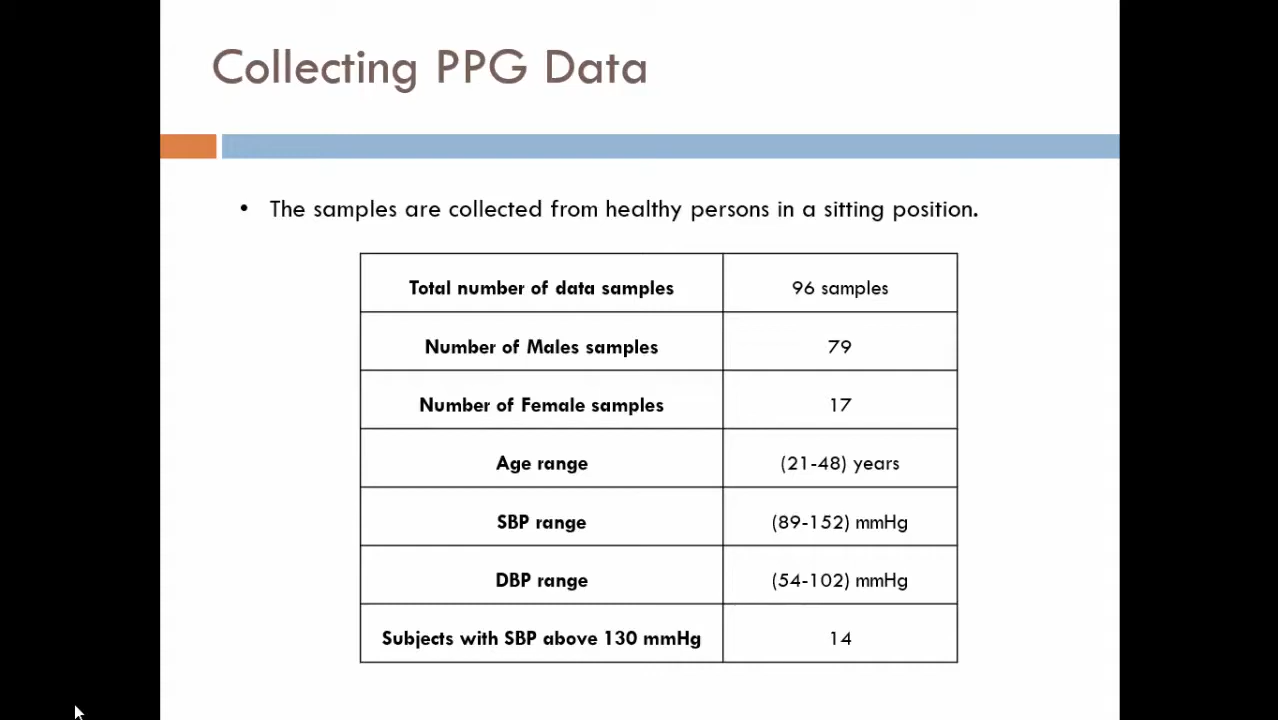 Collecting PPG Data
• The samples are collected from healthy persons in a sitting position.
Total number of data samples 96 samples
Number of Males samples 79
Number of Female samples 17
Age range (21-48) years
SBP range (89-152) mmHg
DBP range (54-102) mmHg
Subjects with SBP above 130 mmHg 14